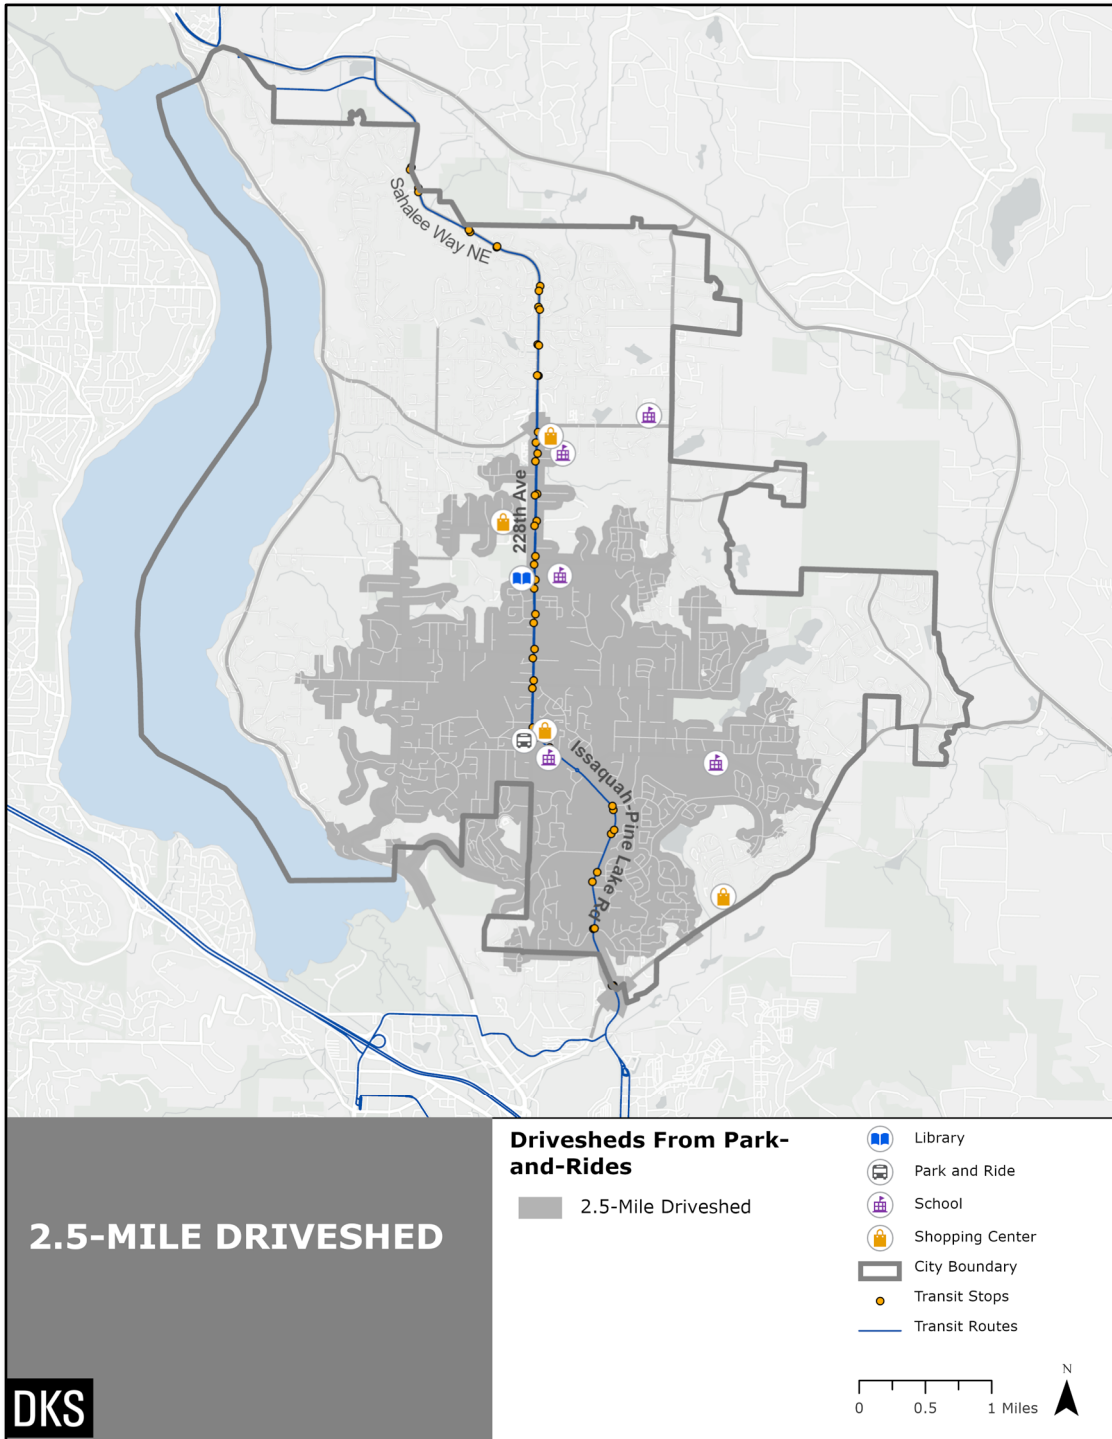 Sahalee Way NE
228th Ave
Issaquah-Pine Lake Rd
2.5-MILE DRIVESHED
DKS
Drivesheds From Park-
and-Rides
2.5-Mile Driveshed
Library
Park and Ride
School
Shopping Center
City Boundary
Transit Stops
Transit Routes
N
0 0.5 1 Miles